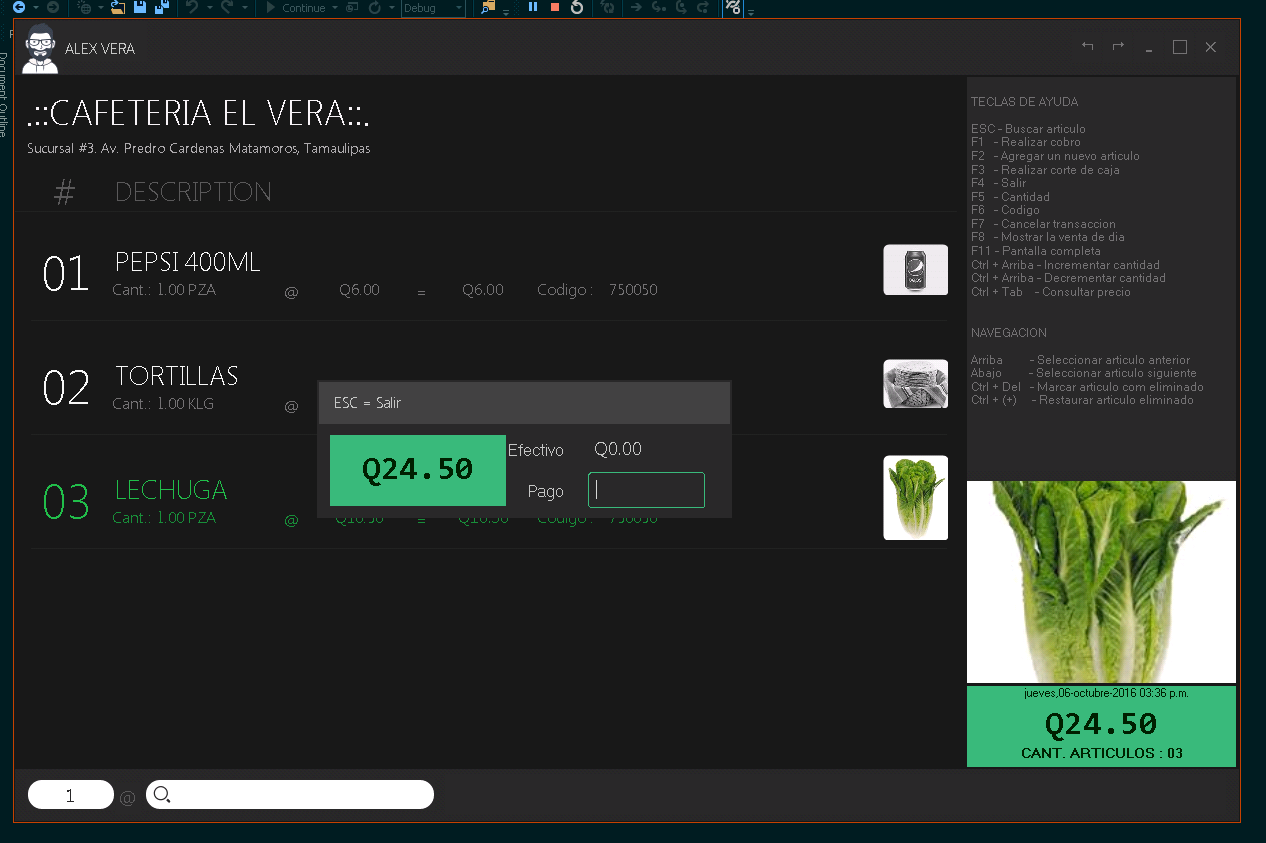 Continue
Debug
Document Outline
ALEX VERA
.::CAFETERIA EL VERA::.
Sucursal #3. Av. Predro Cardenas Matamoros, Tamaulipas
# DESCRIPTION
01 PEPSI 400ML
Cant.: 1.00 PZA @ Q6.00 = Q6.00 Codigo : 750050
02 TORTILLAS
Cant.: 1.00 KLG @
03 LECHUGA
Cant.: 1.00 PZA @ Q10.50 = Q10.50 Codigo : 750050
ESC = Salir
Q24.50
Efectivo Q0.00
Pago
TECLAS DE AYUDA
ESC - Buscar articulo
F1 - Realizar cobro
F2 - Agregar un nuevo articulo
F3 - Realizar corte de caja
F4 - Salir
F5 - Cantidad
F6 - Codigo
F7 - Cancelar transaccion
F8 - Mostrar la venta de dia
F11 - Pantalla completa
Ctrl + Arriba - Incrementar cantidad
Ctrl + Arriba - Decrementar cantidad
Ctrl + Tab - Consultar precio
NAVEGACION
Arriba - Seleccionar articulo anterior
Abajo - Seleccionar articulo siguiente
Ctrl + Del - Marcar articulo com eliminado
Ctrl + (+) - Restaurar articulo eliminado
jueves,06-octubre-2016 03:36 p.m.
Q24.50
CANT. ARTICULOS : 03
1 @